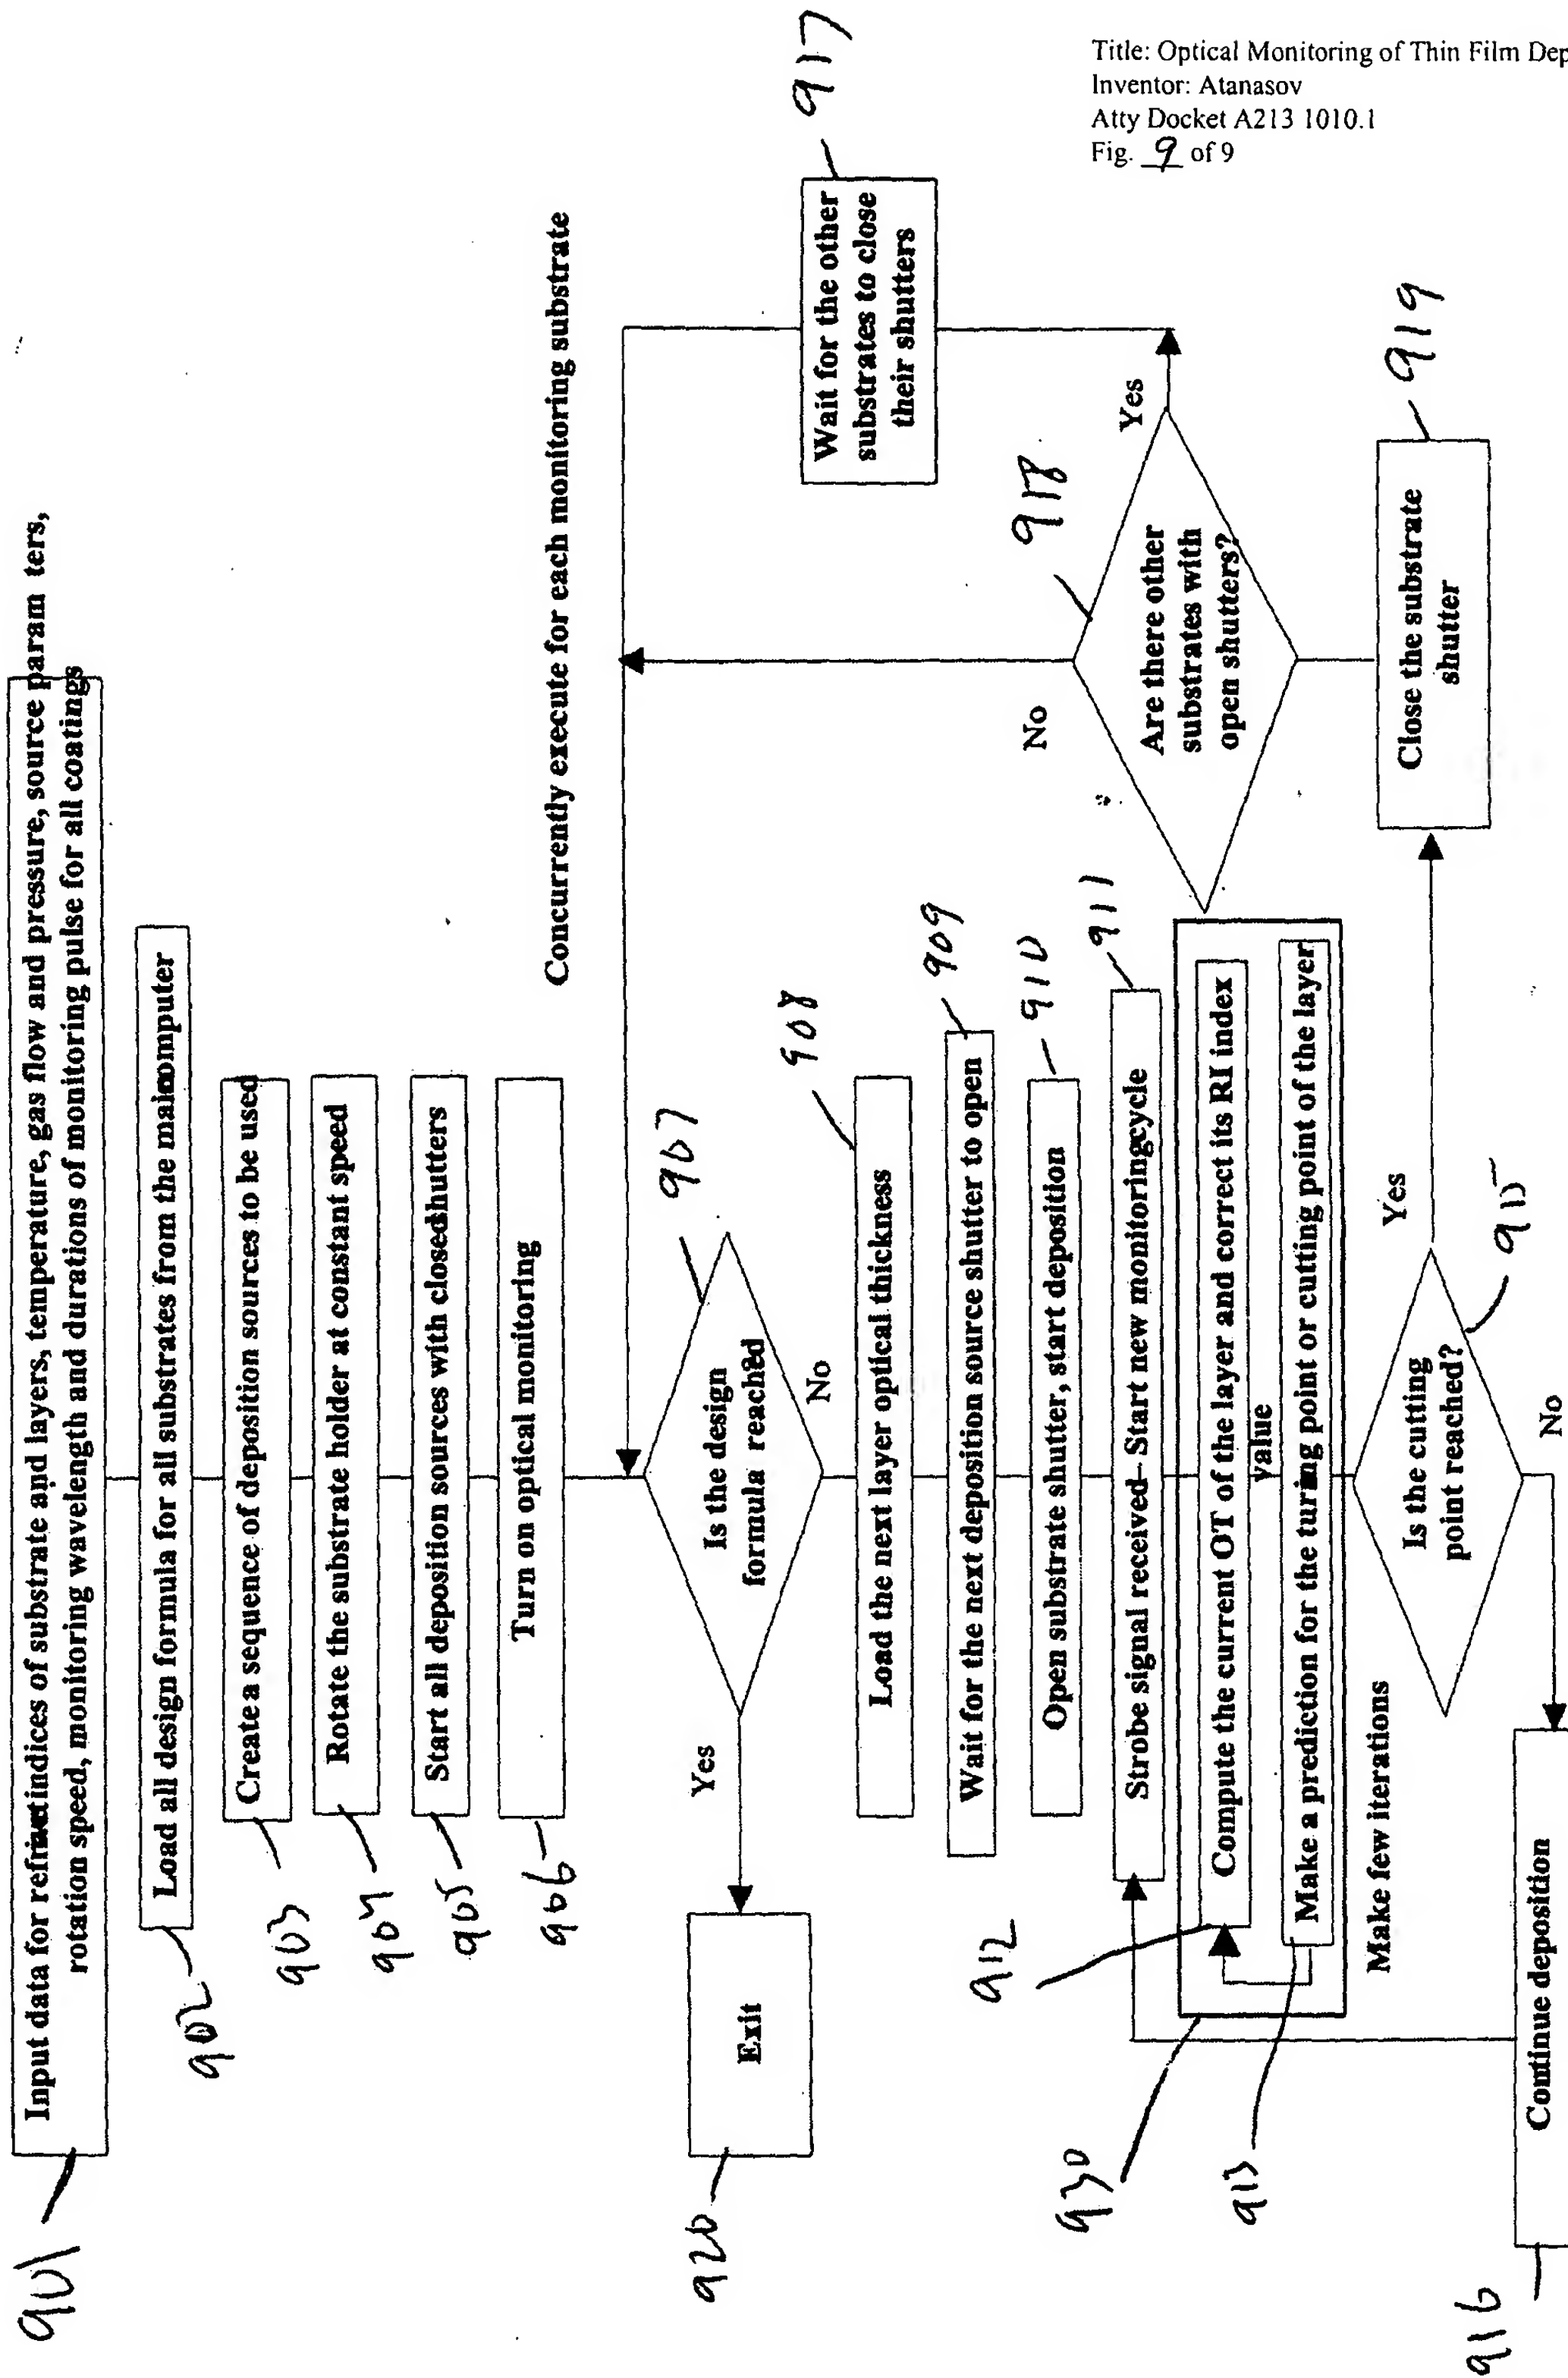 Title: Optical Monitoring of Thin Film Dep
Inventor: Atanasov
Atty Docket A213 1010.1
Fig. 9 of 9
901
Input data for refractindices of substrate and layers, temperature, gas flow and pressure, source param ters,
rotation speed, monitoring wavelength and durations of monitoring pulse for all coatings
902
Load all design formula for all substrates from the maincomputer
903
Create a sequence of deposition sources to be used
904
Rotate the substrate holder at constant speed
905
Start all deposition sources with closedshutters
906
Turn on optical monitoring
Concurrently execute for each monitoring substrate
907
Is the design
formula reached
Yes
No
920
Exit
908
Load the next layer optical thickness
909
Wait for the next deposition source shutter to open
910
Open substrate shutter, start deposition
911
Strobe signal received– Start new monitoringcycle
930
912
Compute the current OT of the layer and correct its RI index
value
913
Make a prediction for the turing point or cutting point of the layer
Make few iterations
915
Is the cutting
point reached?
Yes
No
916
Continue deposition
919
Close the substrate
shutter
918
Are there other
substrates with
open shutters?
No
Yes
917
Wait for the other
substrates to close
their shutters